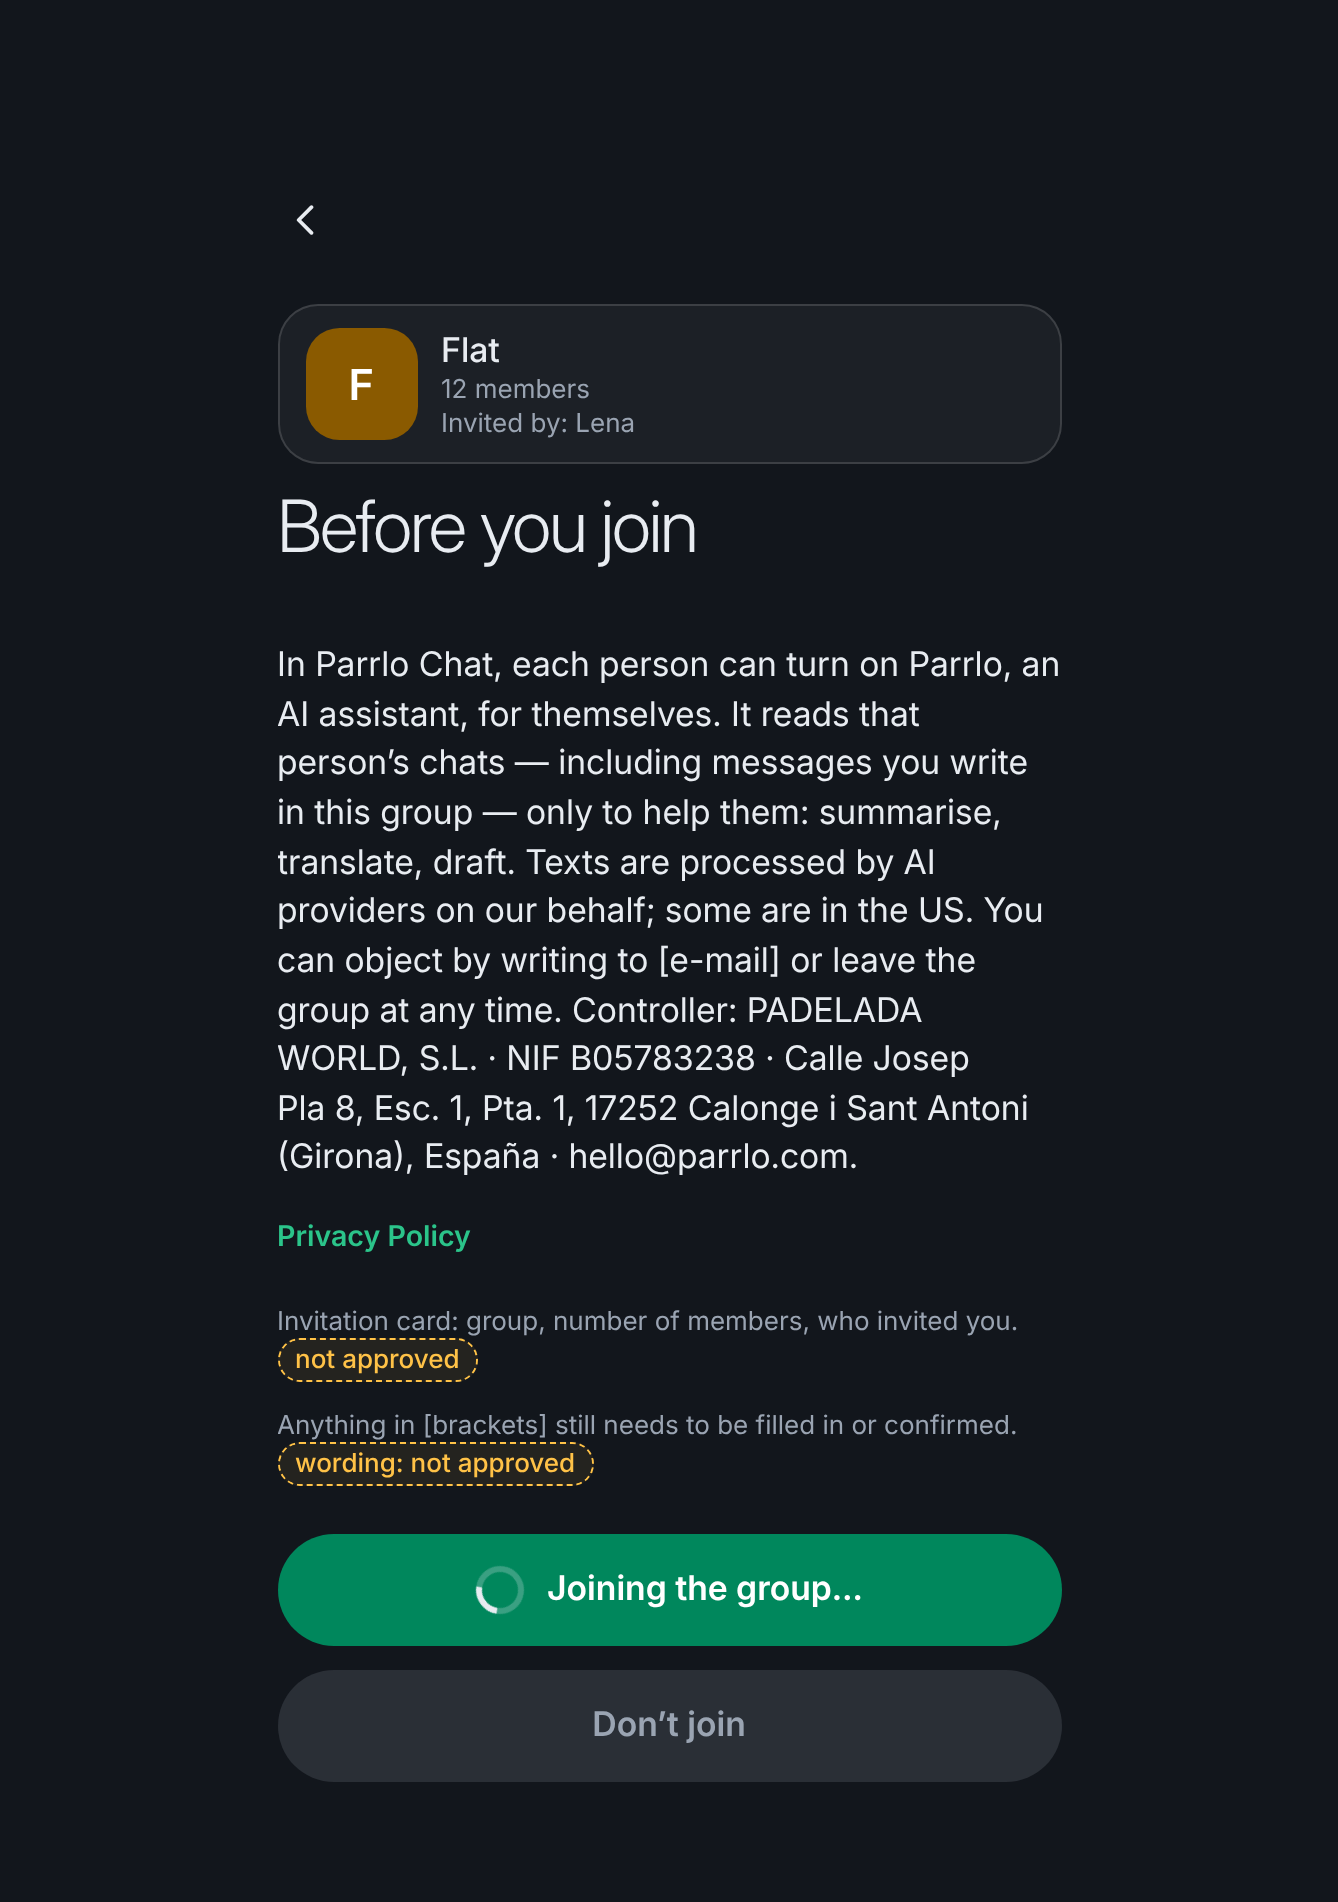 F
Flat
12 members
Invited by: Lena
Before you join
In Parrlo Chat, each person can turn on Parrlo, an
AI assistant, for themselves. It reads that
person’s chats — including messages you write
in this group — only to help them: summarise,
translate, draft. Texts are processed by AI
providers on our behalf; some are in the US. You
can object by writing to [e-mail] or leave the
group at any time. Controller: PADELADA
WORLD, S.L. · NIF B05783238 · Calle Josep
Pla 8, Esc. 1, Pta. 1, 17252 Calonge i Sant Antoni
(Girona), España · hello@parrlo.com.
Privacy Policy
Invitation card: group, number of members, who invited you.
not approved
Anything in [brackets] still needs to be filled in or confirmed.
wording: not approved
Joining the group…
Don’t join